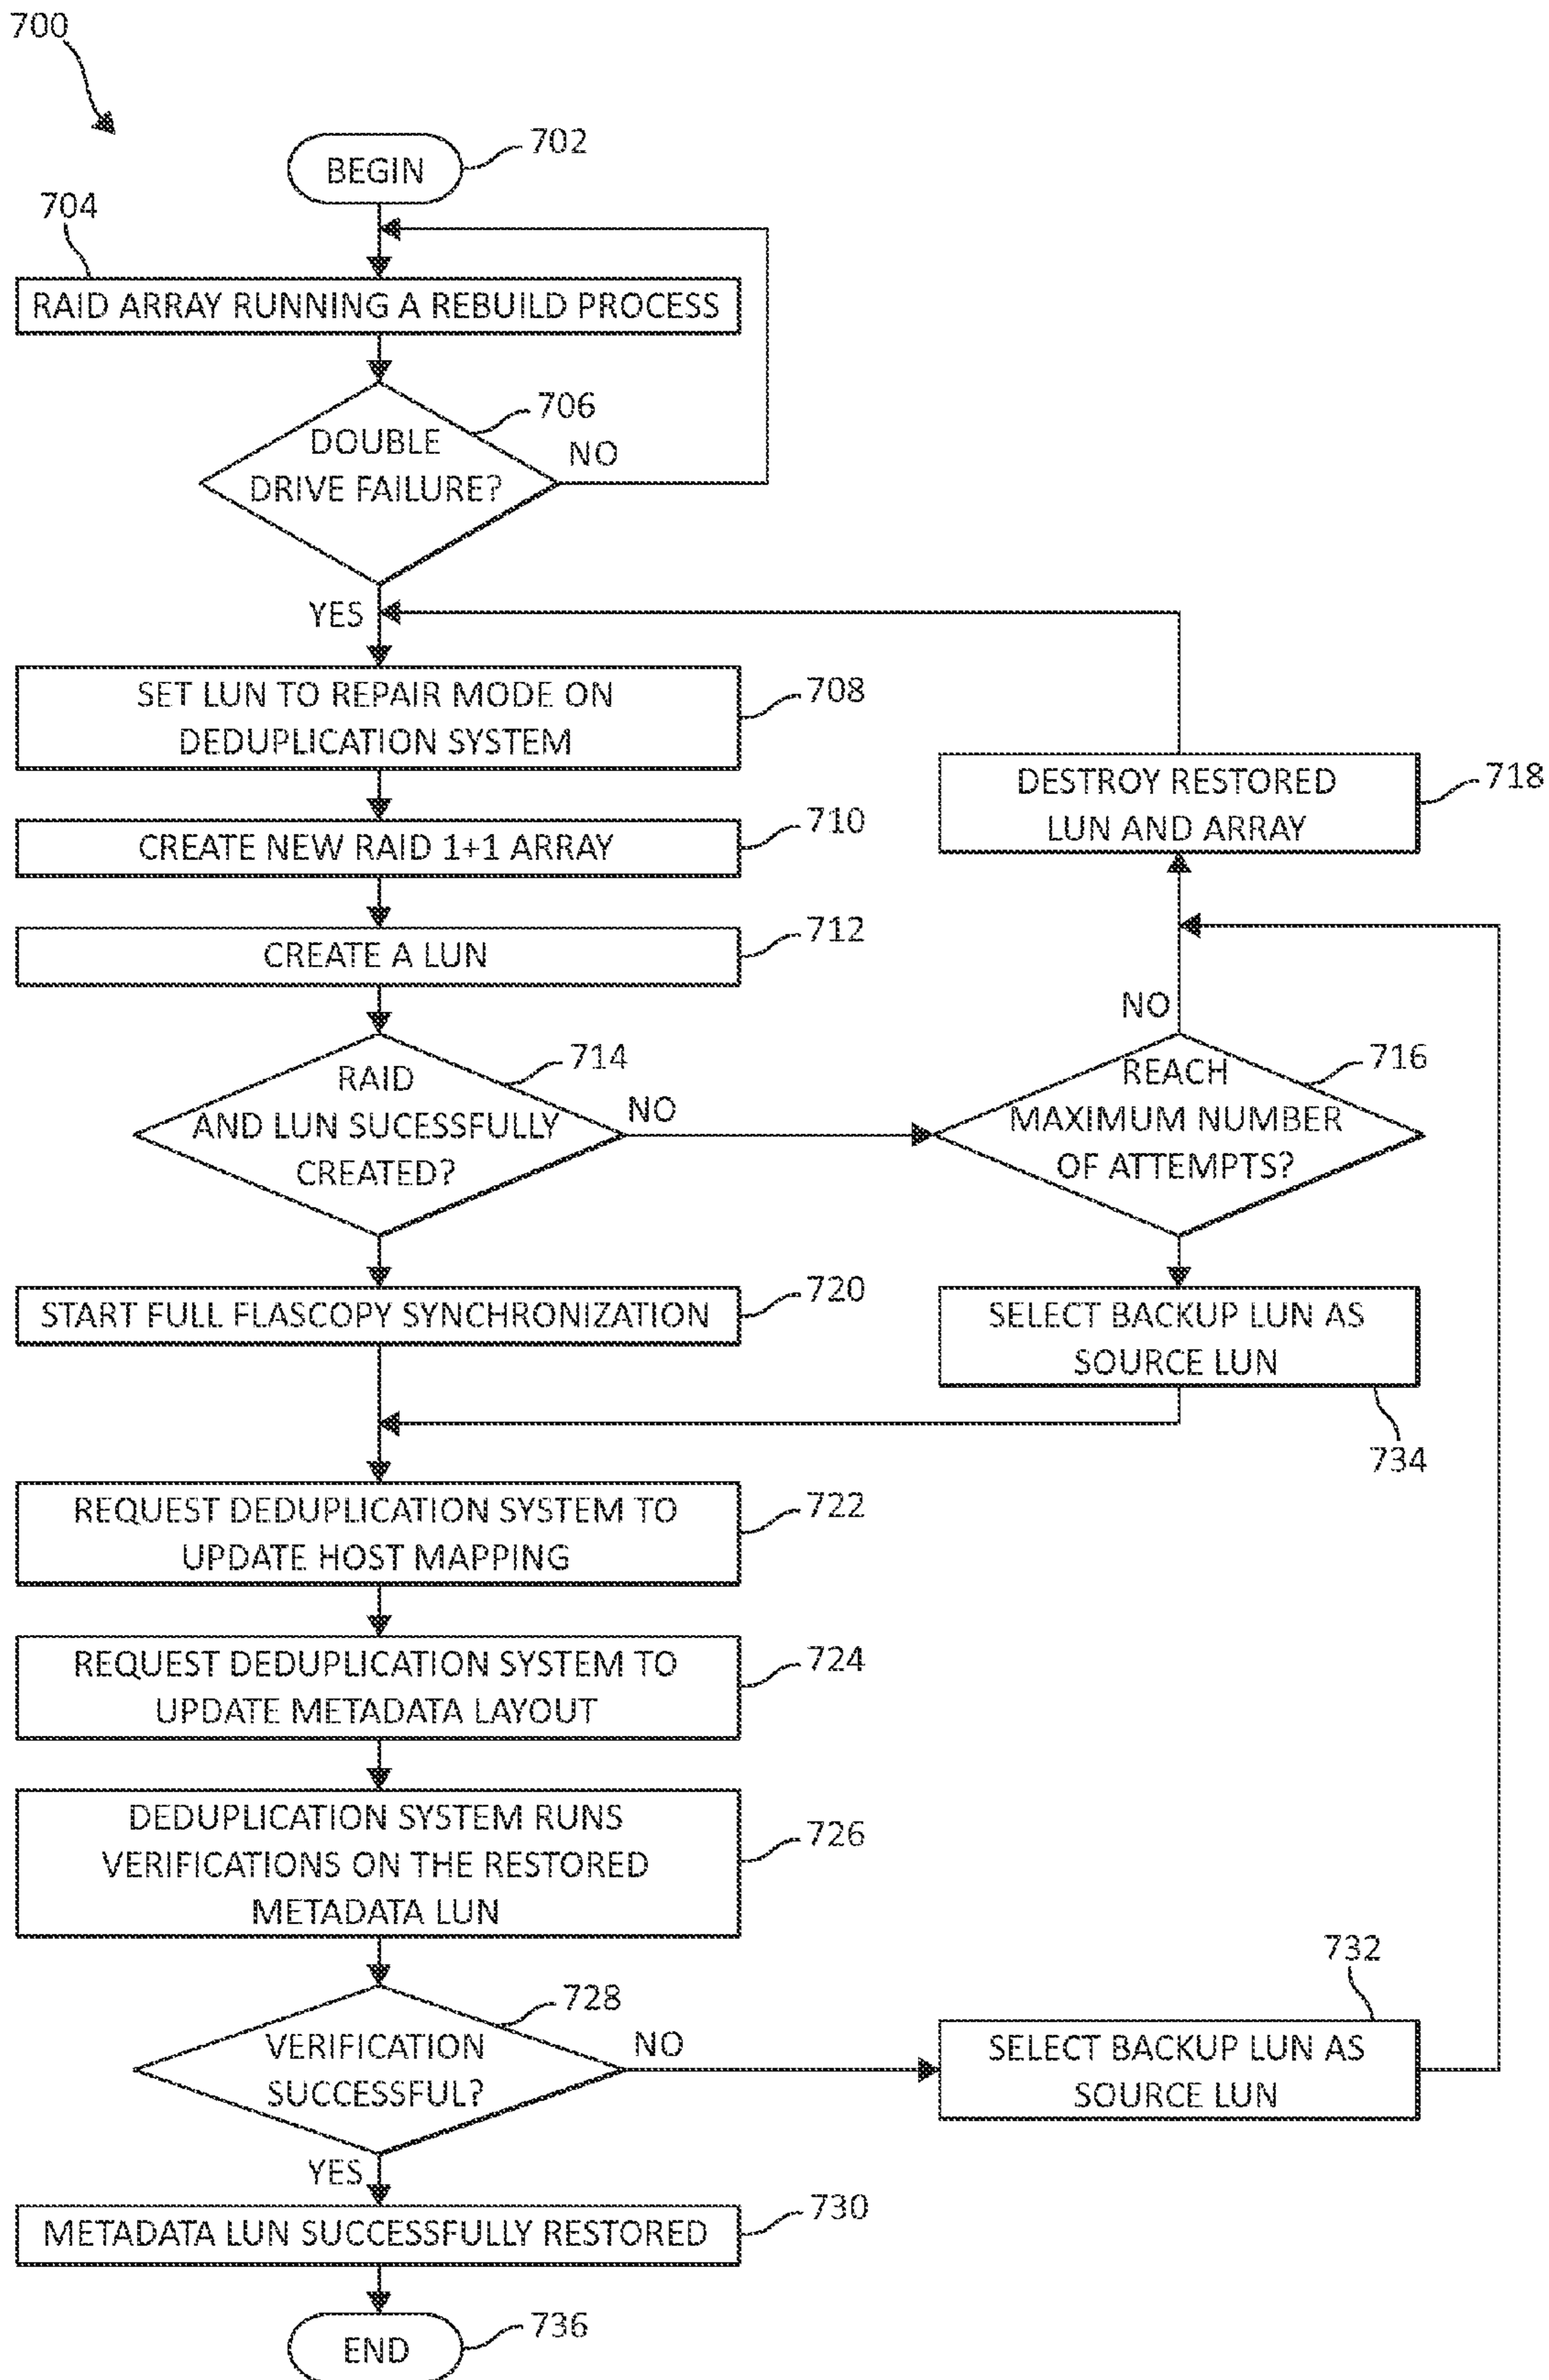 700
BEGIN
702
704
RAID ARRAY RUNNING A REBUILD PROCESS
706
DOUBLE
DRIVE FAILURE?
NO
YES
SET LUN TO REPAIR MODE ON
DEDUPLICATION SYSTEM
708
DESTROY RESTORED
LUN AND ARRAY
718
CREATE NEW RAID 1+1 ARRAY
710
CREATE A LUN
712
NO
RAID
AND LUN SUCESSFULLY
CREATED?
714
NO
REACH
MAXIMUM NUMBER
OF ATTEMPTS?
716
START FULL FLASCOPY SYNCHRONIZATION
720
SELECT BACKUP LUN AS
SOURCE LUN
734
REQUEST DEDUPLICATION SYSTEM TO
UPDATE HOST MAPPING
722
REQUEST DEDUPLICATION SYSTEM TO
UPDATE METADATA LAYOUT
724
DEDUPLICATION SYSTEM RUNS
VERIFICATIONS ON THE RESTORED
METADATA LUN
726
728
VERIFICATION
SUCCESSFUL?
NO
732
SELECT BACKUP LUN AS
SOURCE LUN
YES
METADATA LUN SUCCESSFULLY RESTORED
730
END
736